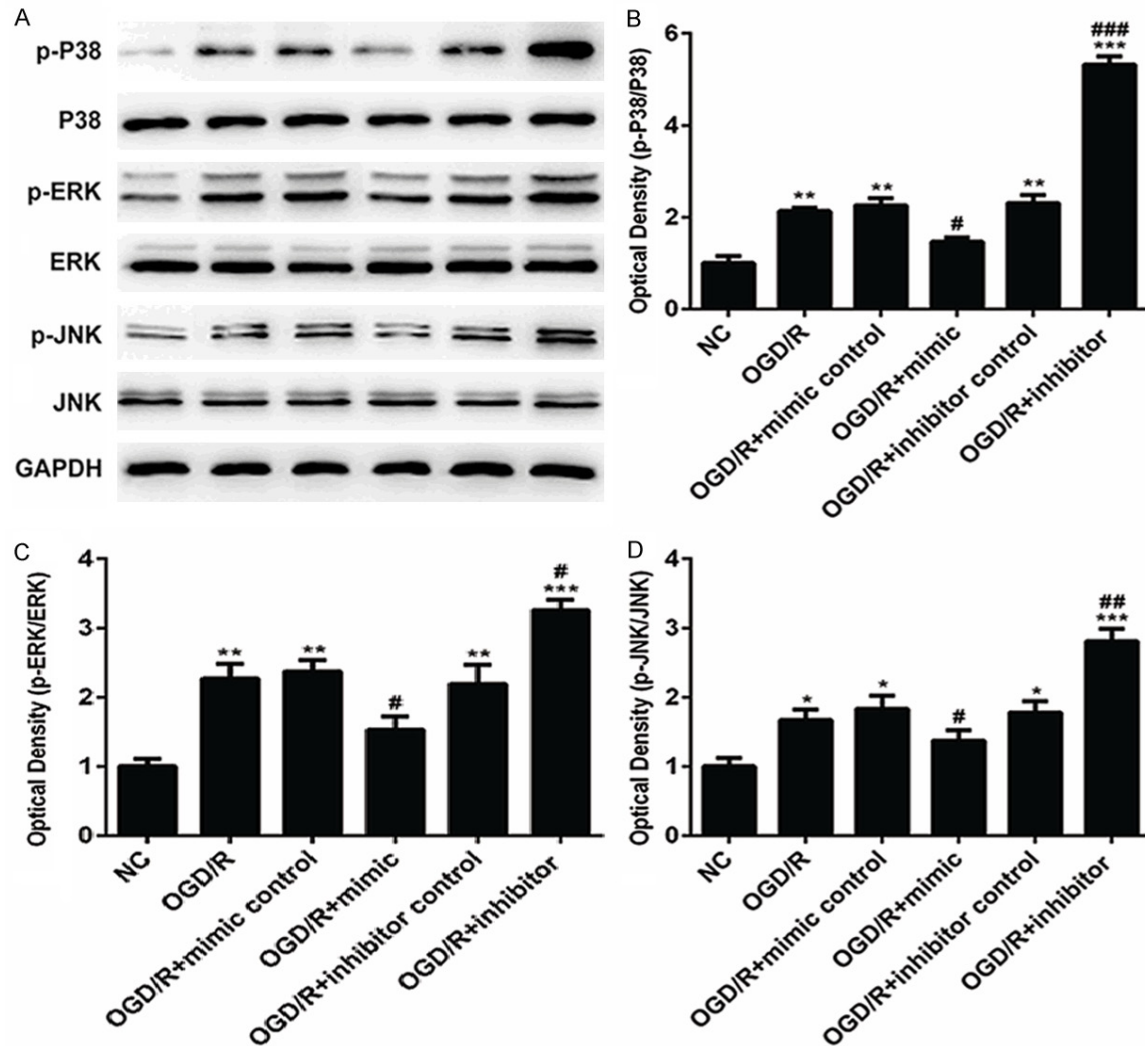 A
p-P38
P38
p-ERK
ERK
p-JNK
JNK
GAPDH
B
Optical Density (p-P38/P38)
6
4
2
0
**
**
#
**
###
***
NC
OGD/R
OGD/R+mimic control
OGD/R+mimic
OGD/R+inhibitor control
OGD/R+inhibitor
C
Optical Density (p-ERK/ERK)
4
3
2
1
0
**
**
#
**
#
***
NC
OGD/R
OGD/R+mimic control
OGD/R+mimic
OGD/R+inhibitor control
OGD/R+inhibitor
D
Optical Density (p-JNK/JNK)
4
3
2
1
0
*
*
#
*
##
***
NC
OGD/R
OGD/R+mimic control
OGD/R+mimic
OGD/R+inhibitor control
OGD/R+inhibitor